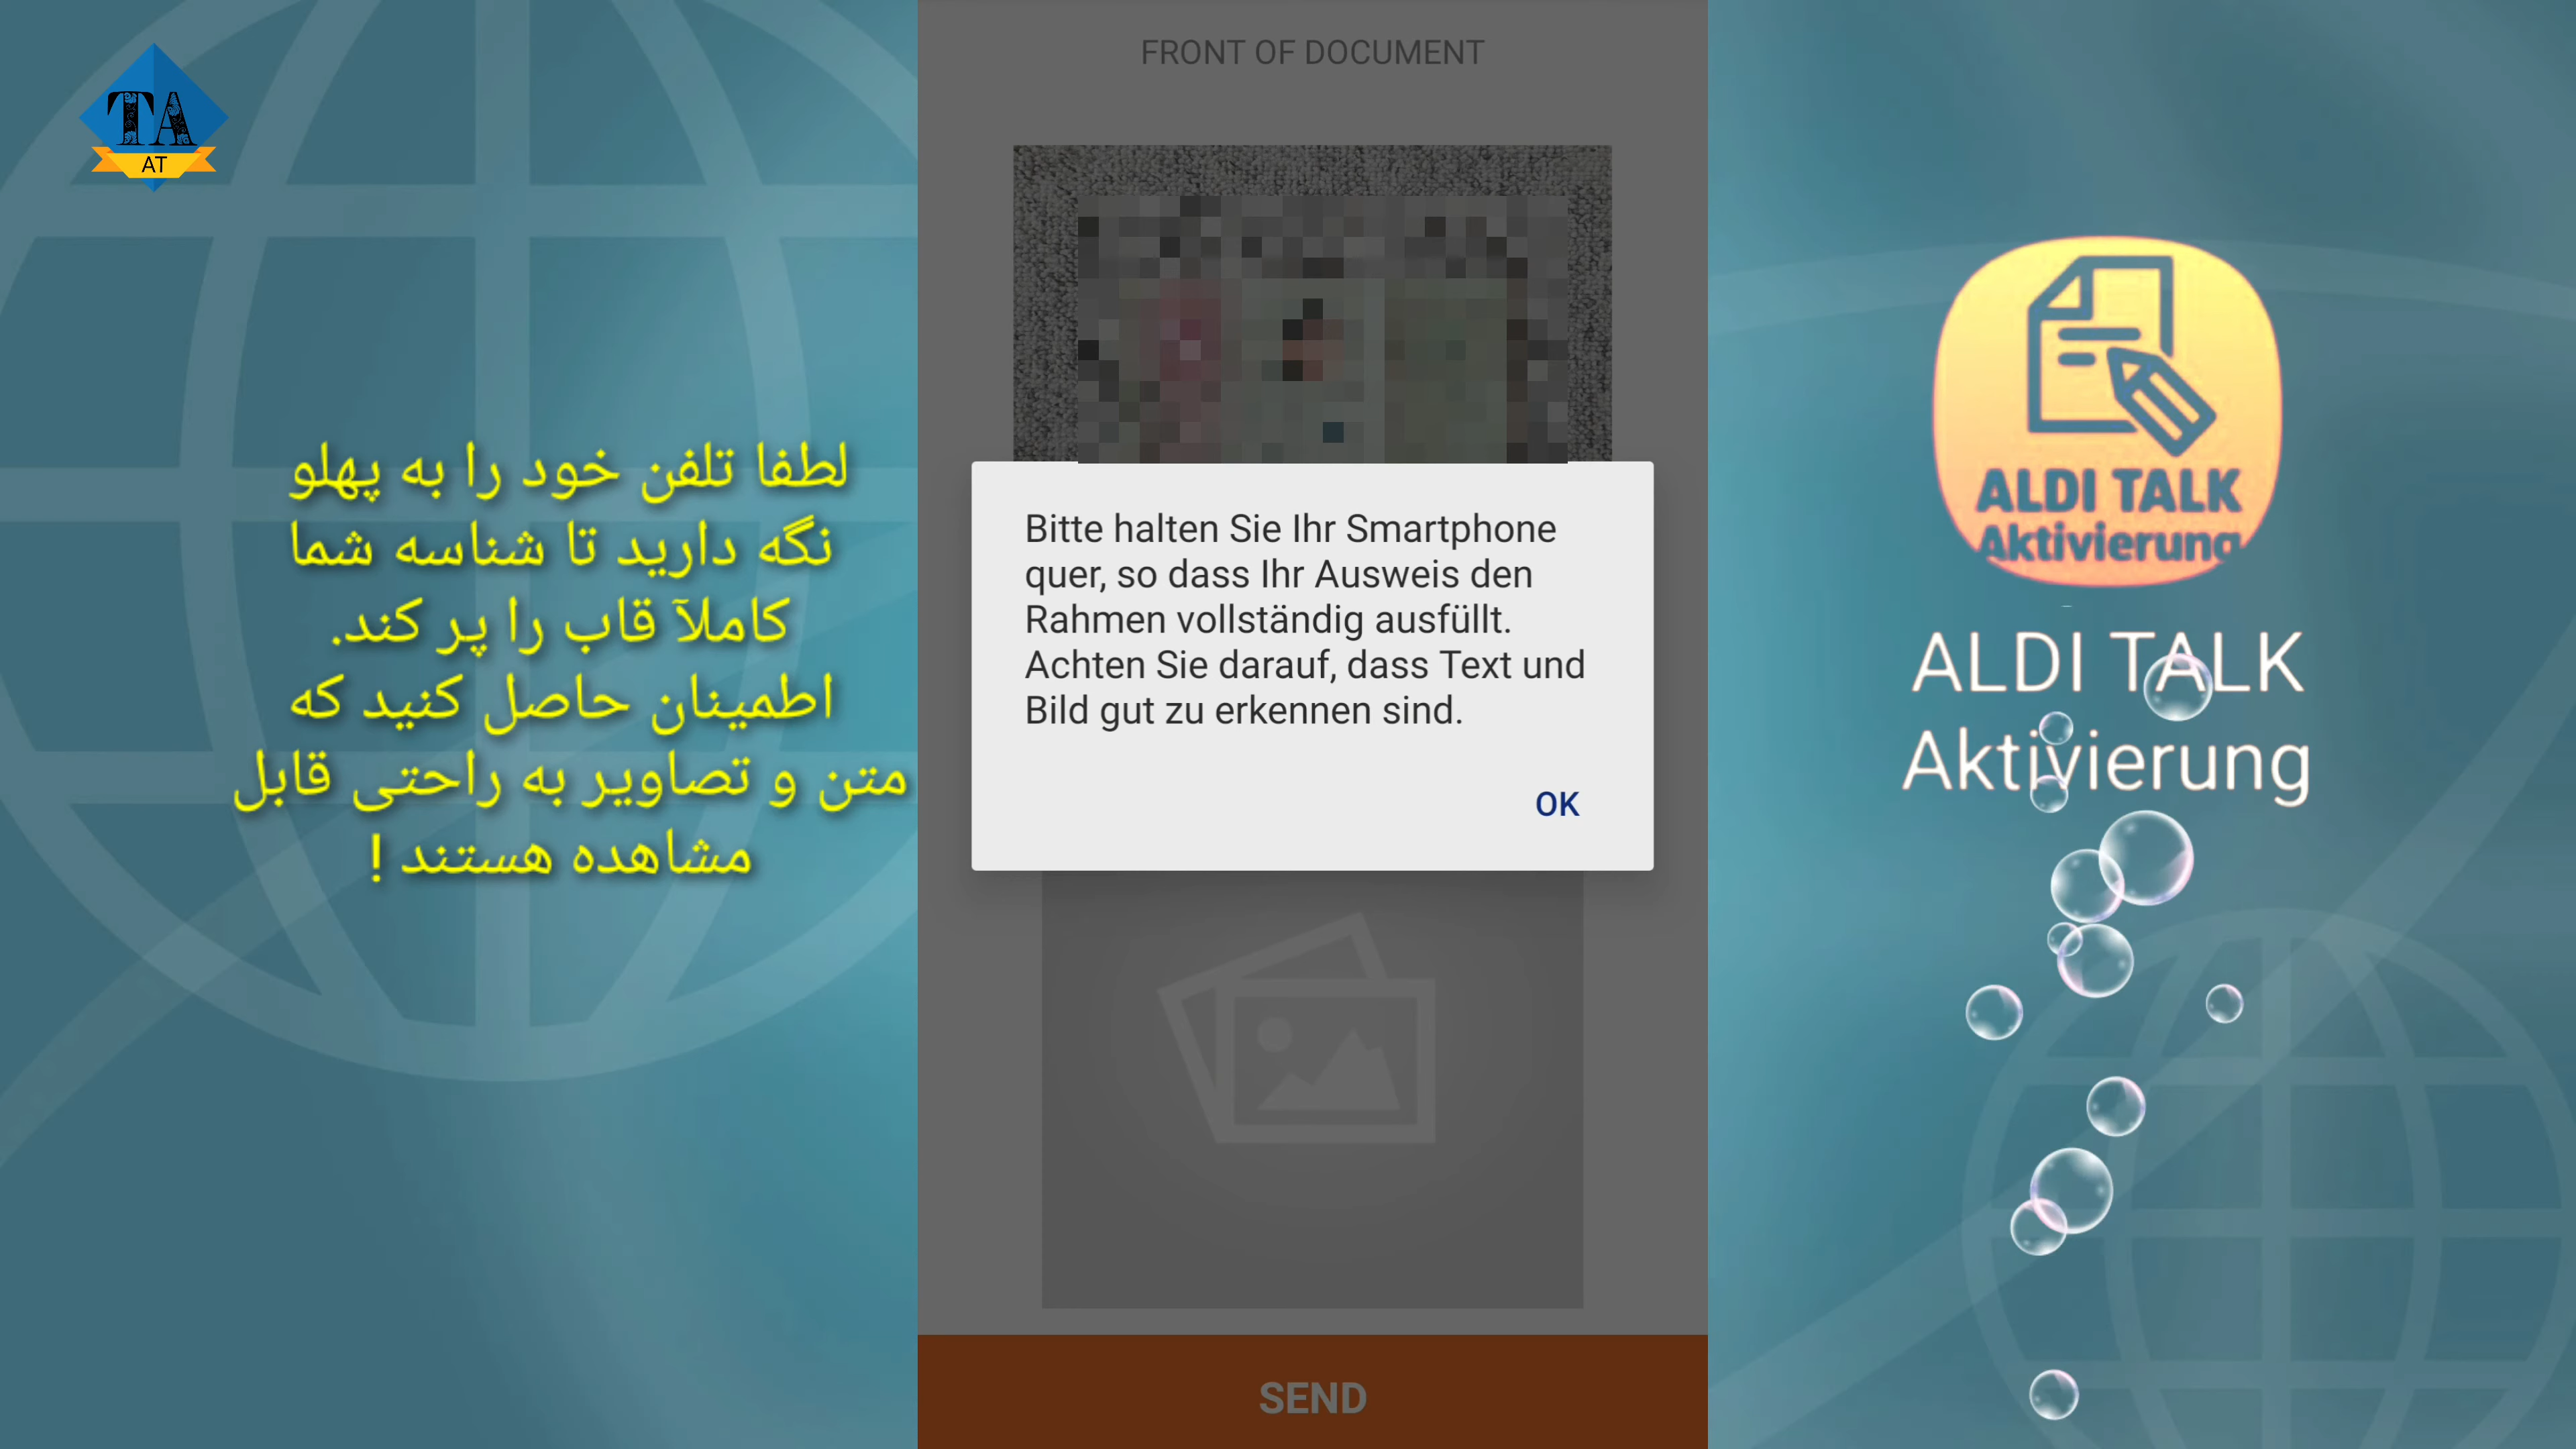 TA
AT
لطفا تلفن خود را به پهلو
نگه دارید تا شناسه شما
کاملآ قاب را پر کند.
اطمینان حاصل کنید که
متن و تصاویر به راحتی قابل
مشاهده هستند !
FRONT OF DOCUMENT
Bitte halten Sie Ihr Smartphone
quer, so dass Ihr Ausweis den
Rahmen vollständig ausfüllt.
Achten Sie darauf, dass Text und
Bild gut zu erkennen sind.
OK
SEND
ALDI TALK
Aktivierung
ALDI TALK
Aktivierung